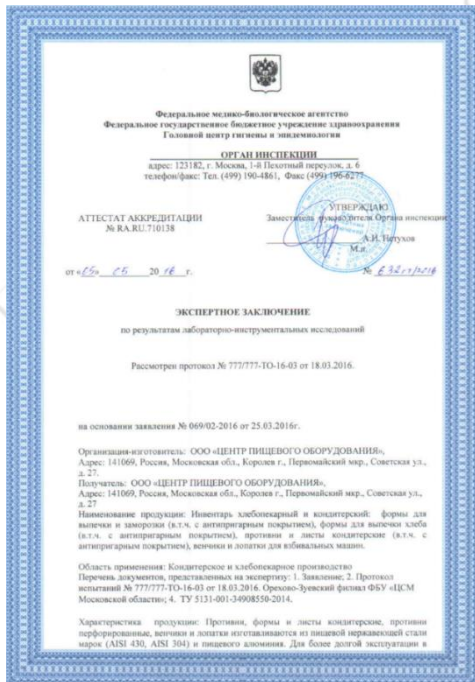 Федеральное медико-биологическое агентство
Федеральное государственное бюджетное учреждение здравоохранения
Головной центр гигиены и эпидемиологии
ОРГАН ИНСПЕКЦИИ
адрес: 123182, г. Москва, 1-й Пехотный переулок, д. 6
телефон/факс: Тел. (499) 190-4861, Факс (499) 196-6277
АТТЕСТАТ АККРЕДИТАЦИИ
№ RA.RU.710138
УТВЕРЖДАЮ
Заместитель руководителя Органа инспекции
А.И. Петухов
М.п.
от « 05 20 16 г.
№
ЭКСПЕРТНОЕ ЗАКЛЮЧЕНИЕ
по результатам лабораторно-инструментальных исследований
Рассмотрен протокол № 777/777-ТО-16-03 от 18.03.2016.
на основании заявления № 069/02-2016 от 25.03.2016г.
Организация-изготовитель: ООО «ЦЕНТР ПИЩЕВОГО ОБОРУДОВАНИЯ»,
Адрес: 141069, Россия, Московская обл., Королев г., Первомайский мкр., Советская ул.,
д. 27.
Получатель: ООО «ЦЕНТР ПИЩЕВОГО ОБОРУДОВАНИЯ»,
Адрес: 141069, Россия, Московская обл., Королев г., Первомайский мкр., Советская ул.,
д. 27
Наименование продукции: Инвентарь хлебопекарный и кондитерский: формы для
выпечки и заморозки (в.т.ч. с антипригарным покрытием), формы для выпечки хлеба
(в.т.ч. с антипригарным покрытием), противни и листы кондитерские (в.т.ч. с
антипригарным покрытием), венчики и лопатки для взбивальных машин.
Область применения: Кондитерское и хлебопекарное производство
Перечень документов, представленных на экспертизу: 1. Заявление; 2. Протокол
испытаний № 777/777-ТО-16-03 от 18.03.2016. Орехово-Зуевский филиал ФБУ «ЦСМ
Московской области»; 4. ТУ 5131-001-34908550-2014.
Характеристика продукции: Противни, формы и листы кондитерские, противни
перфорированные, венчики и лопатки изготавливаются из пищевой нержавеющей стали
марок (AISI 430, AISI 304) и пищевого алюминия. Для более долгой эксплуатации в